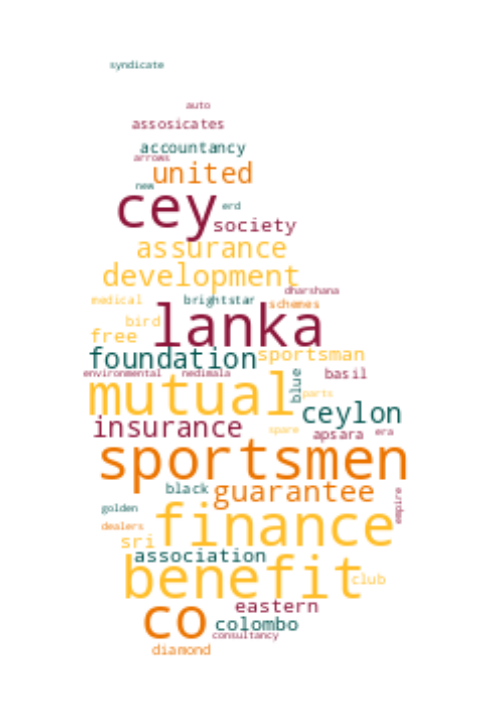 syndicate
auto
assosicates
accountancy
arrows
united
new
cey
erd
society
assurance
development
dharshana
medical brightstar schemes
lanka
bird
free
foundation sportsman
environmental nedimala basil
blue
mutual
parts
ceylon
insurance spare apsara era
sportsmen
black guarantee
empire
golden
finance
dealers
sri
association
benefit club
eastern
co colombo
consultancy
diamond